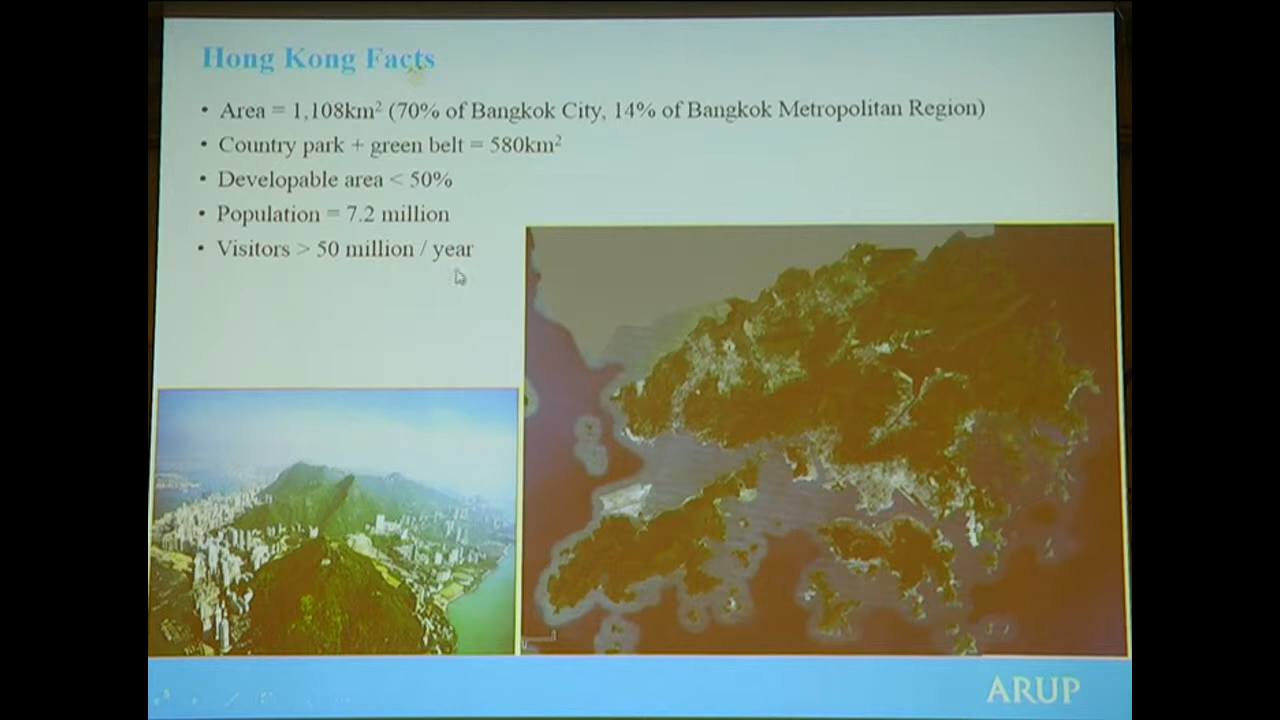 Hong Kong Facts
• Area = 1,108km² (70% of Bangkok City, 14% of Bangkok Metropolitan Region)
• Country park + green belt = 580km²
• Developable area < 50%
• Population = 7.2 million
• Visitors > 50 million / year
ARUP